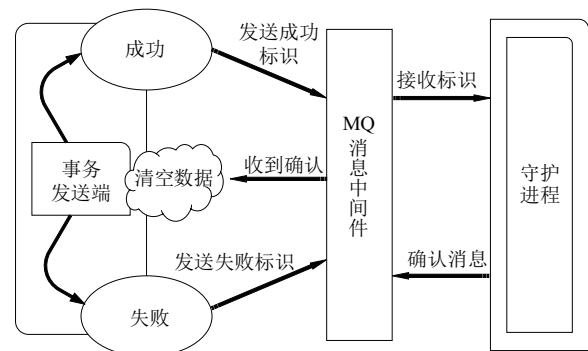 成功
发送成功
标识
接收标识
MQ
消
息
中
间
件
事务
发送端
清空数据
收到确认
守护
进程
发送失败标识
确认消息
失败